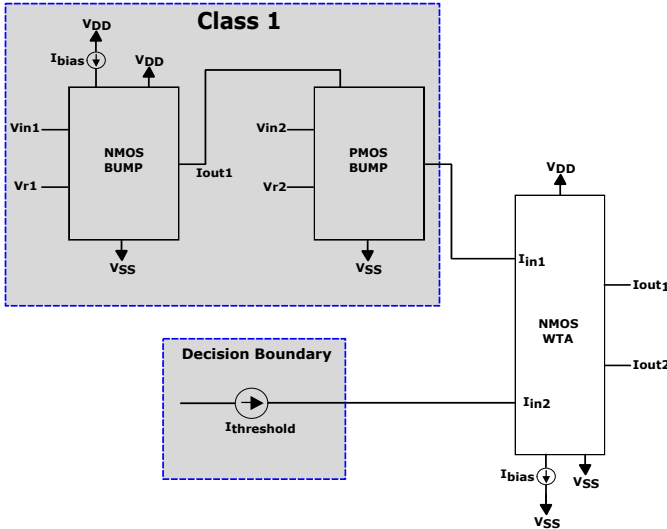 Class 1
VDD
Ibias
VDD
Vin1
NMOS
BUMP
Vr1
Iout1
VSS
Vin2
PMOS
BUMP
Vr2
VSS
VDD
Iin1
Iout1
NMOS
WTA
Iout2
Iin2
Ibias
VSS
VSS
Decision Boundary
Ithreshold